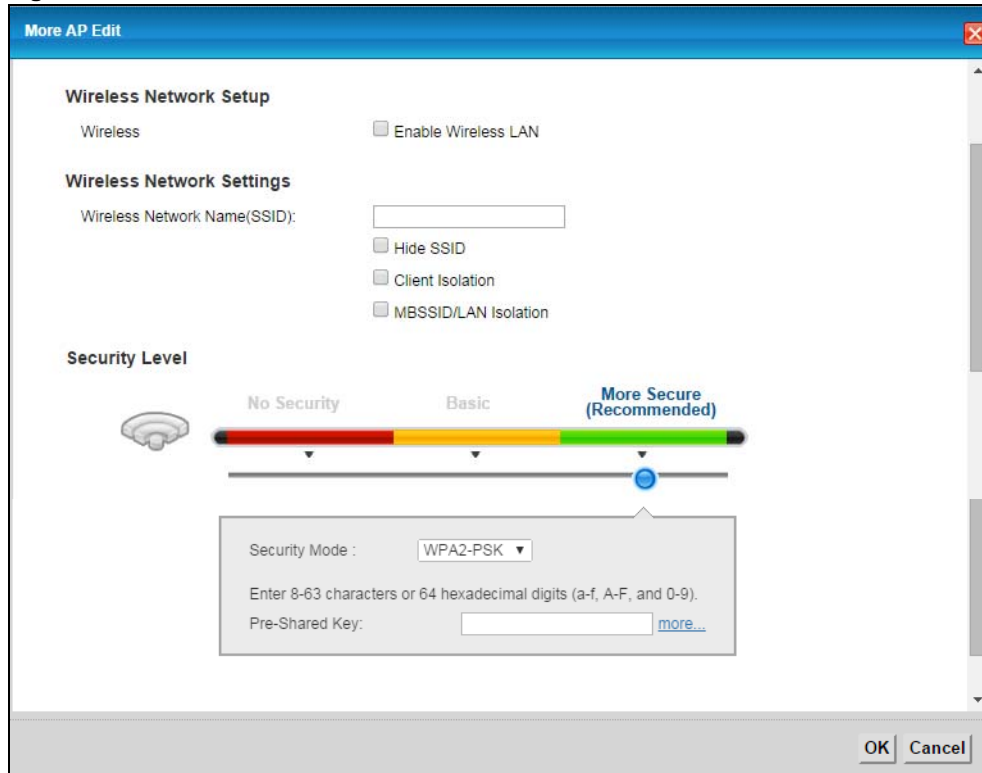 More AP Edit
Wireless Network Setup
Wireless
Enable Wireless LAN
Wireless Network Settings
Wireless Network Name(SSID):
Hide SSID
Client Isolation
MBSSID/LAN Isolation
Security Level
No Security
Basic
More Secure
(Recommended)
Security Mode :
WPA2-PSK
Enter 8-63 characters or 64 hexadecimal digits (a-f, A-F, and 0-9).
Pre-Shared Key:
more...
OK
Cancel